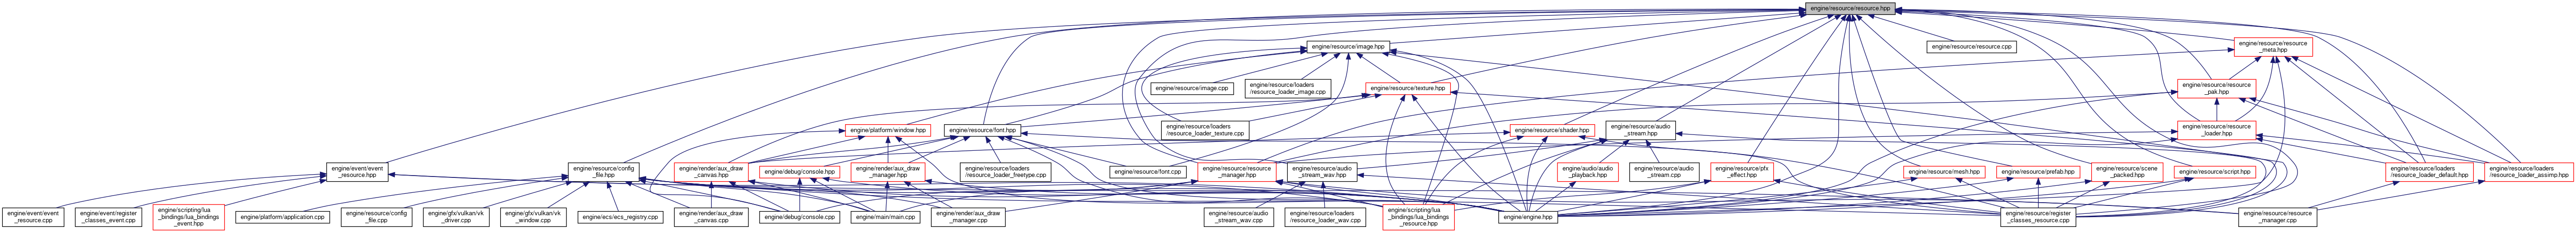 engine/resource/resource.hpp
engine/resource/image.hpp
engine/resource/resource.cpp
engine/resource/resource
_meta.hpp
engine/resource/image.cpp
engine/resource/loaders
/resource_loader_image.cpp
engine/resource/texture.hpp
engine/resource/resource
_pak.hpp
engine/platform/window.hpp
engine/resource/font.hpp
engine/resource/loaders
/resource_loader_texture.cpp
engine/resource/shader.hpp
engine/resource/audio
_stream.hpp
engine/resource/resource
_loader.hpp
engine/event/event
_resource.hpp
engine/resource/config
_file.hpp
engine/render/aux_draw
_canvas.hpp
engine/debug/console.hpp
engine/render/aux_draw
_manager.hpp
engine/resource/loaders
/resource_loader_freetype.cpp
engine/resource/font.cpp
engine/resource/resource
_manager.hpp
engine/resource/audio
_stream_wav.hpp
engine/audio/audio
_playback.hpp
engine/resource/audio
_stream.cpp
engine/resource/pfx
_effect.hpp
engine/resource/mesh.hpp
engine/resource/prefab.hpp
engine/resource/scene
_packed.hpp
engine/resource/script.hpp
engine/resource/loaders
/resource_loader_default.hpp
engine/resource/loaders
/resource_loader_assimp.hpp
engine/event/event
_resource.cpp
engine/event/register
_classes_event.cpp
engine/scripting/lua
_bindings/lua_bindings
_event.hpp
engine/platform/application.cpp
engine/resource/config
_file.cpp
engine/gfx/vulkan/vk
_driver.cpp
engine/gfx/vulkan/vk
_window.cpp
engine/ecs/ecs_registry.cpp
engine/render/aux_draw
_canvas.cpp
engine/debug/console.cpp
engine/main/main.cpp
engine/render/aux_draw
_manager.cpp
engine/resource/audio
_stream_wav.cpp
engine/resource/loaders
/resource_loader_wav.cpp
engine/scripting/lua
_bindings/lua_bindings
_resource.hpp
engine/engine.hpp
engine/resource/register
_classes_resource.cpp
engine/resource/resource
_manager.cpp